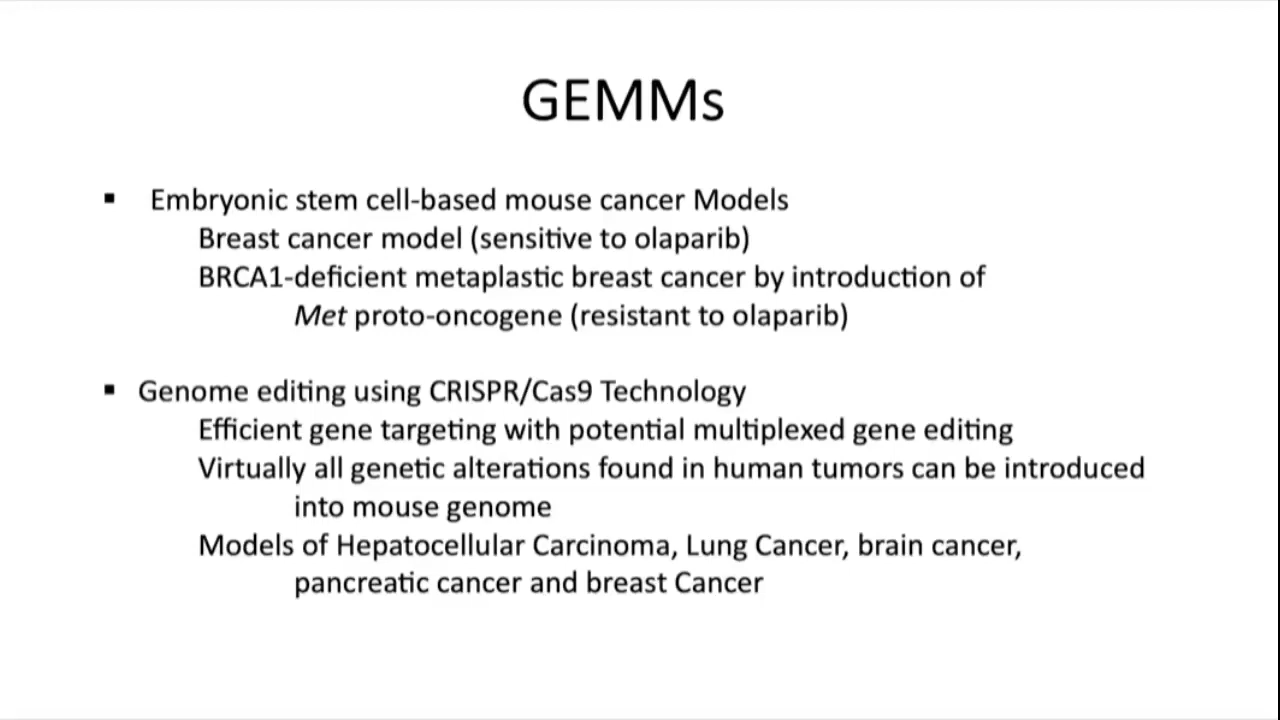 GEMMs
▪ Embryonic stem cell-based mouse cancer Models
Breast cancer model (sensitive to olaparib)
BRCA1-deficient metaplastic breast cancer by introduction of
Met proto-oncogene (resistant to olaparib)
▪ Genome editing using CRISPR/Cas9 Technology
Efficient gene targeting with potential multiplexed gene editing
Virtually all genetic alterations found in human tumors can be introduced
into mouse genome
Models of Hepatocellular Carcinoma, Lung Cancer, brain cancer,
pancreatic cancer and breast Cancer